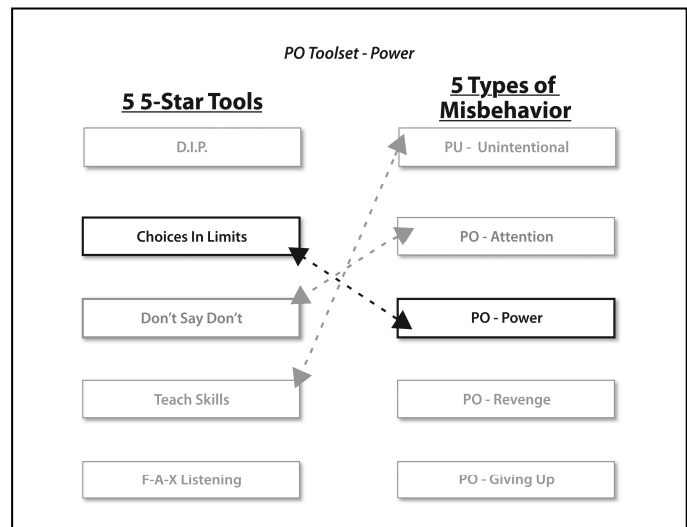 PO Toolset - Power
5 5-Star Tools
5 Types of
Misbehavior
D.I.P.
PU - Unintentional
Choices In Limits
PO - Attention
Don't Say Don't
PO - Power
Teach Skills
PO - Revenge
F-A-X Listening
PO - Giving Up